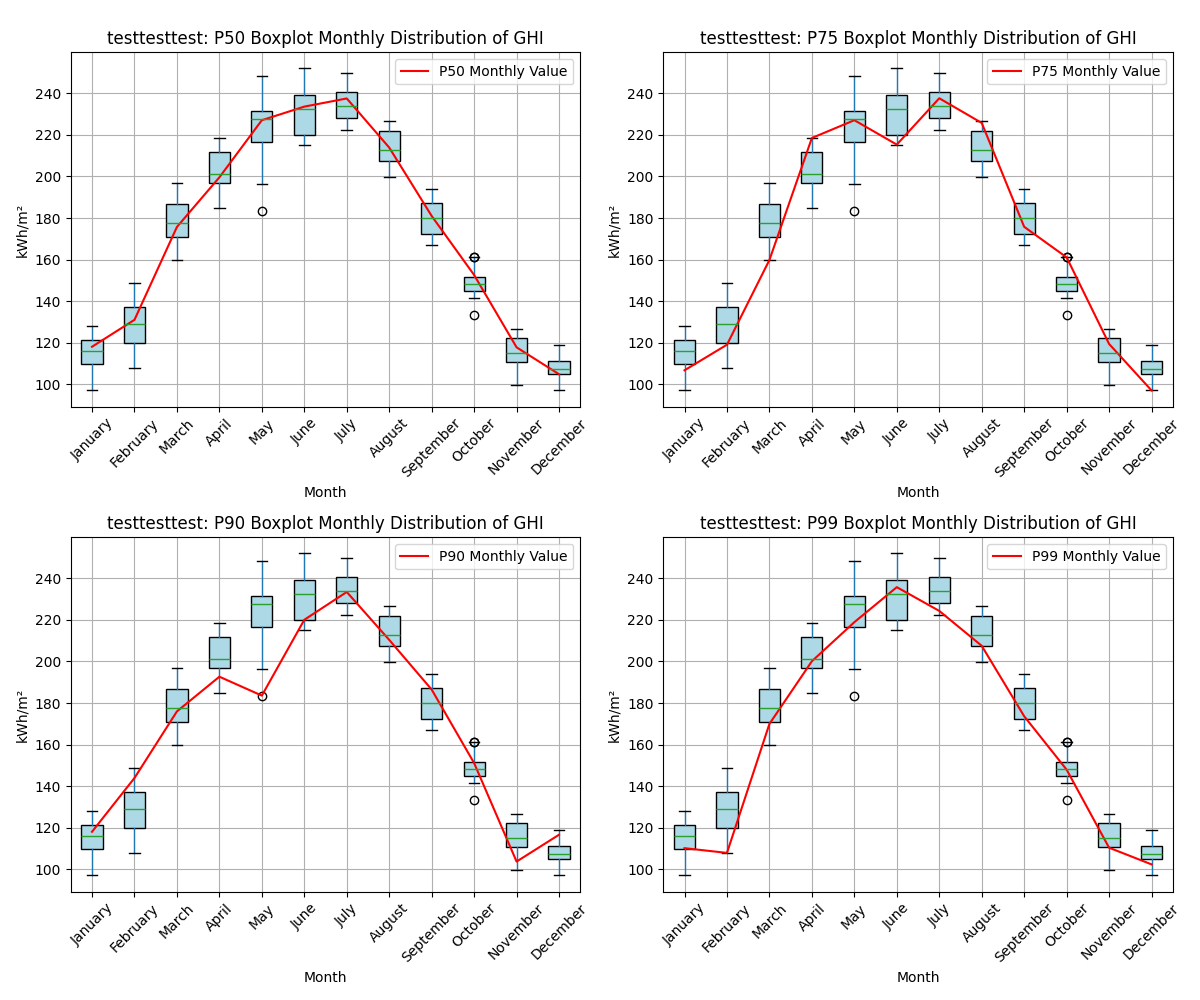 testtesttest: P50 Boxplot Monthly Distribution of GHI
P50 Monthly Value
kWh/m²
240
220
200
180
160
140
120
100
January
February
March
April
May
June
July
August
September
October
November
December
Month
testtesttest: P75 Boxplot Monthly Distribution of GHI
P75 Monthly Value
kWh/m²
240
220
200
180
160
140
120
100
January
February
March
April
May
June
July
August
September
October
November
December
Month
testtesttest: P90 Boxplot Monthly Distribution of GHI
P90 Monthly Value
kWh/m²
240
220
200
180
160
140
120
100
January
February
March
April
May
June
July
August
September
October
November
December
Month
testtesttest: P99 Boxplot Monthly Distribution of GHI
P99 Monthly Value
kWh/m²
240
220
200
180
160
140
120
100
January
February
March
April
May
June
July
August
September
October
November
December
Month